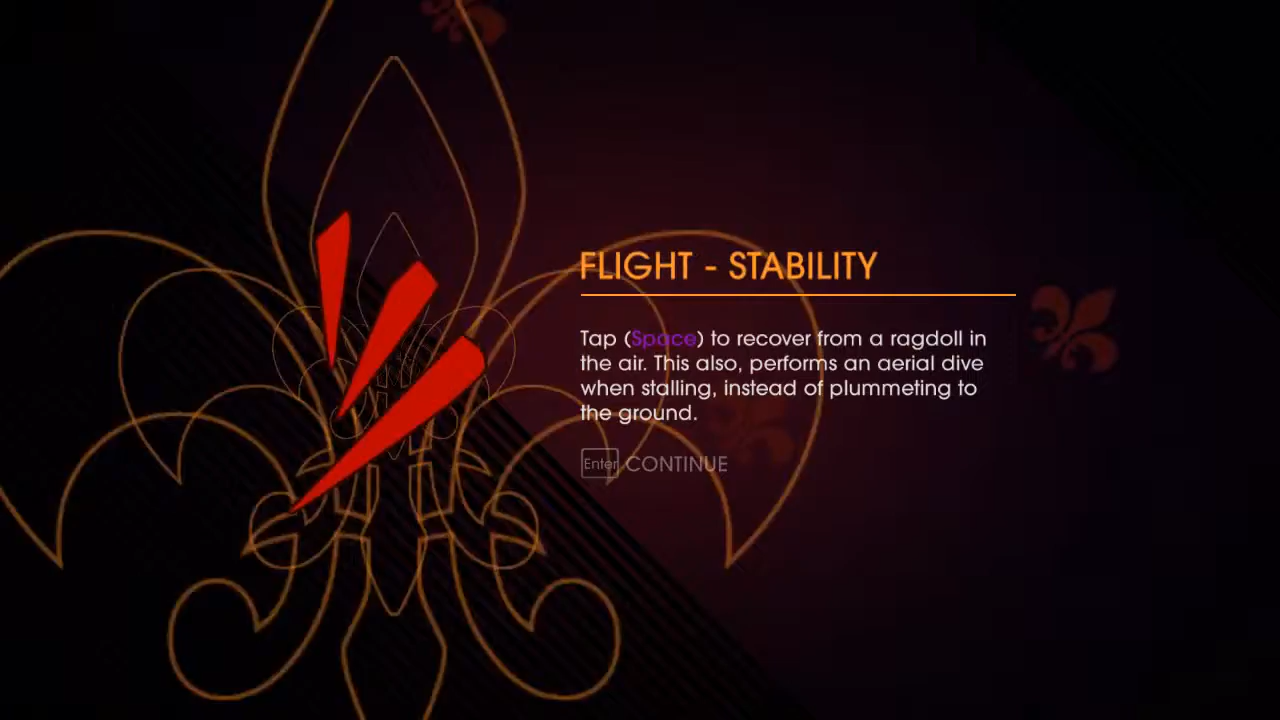 FLIGHT - STABILITY
Tap (Space) to recover from a ragdoll in
the air. This also, performs an aerial dive
when stalling, instead of plummeting to
the ground.
Enter CONTINUE